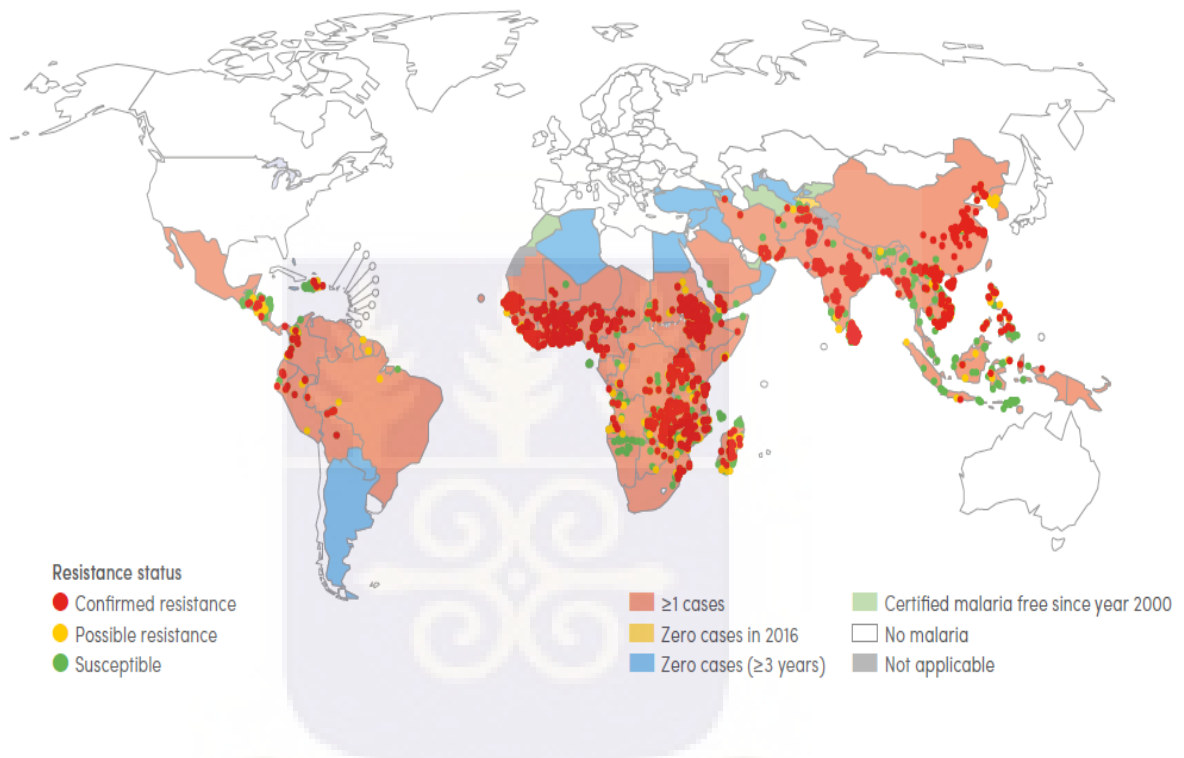 Resistance status
Confirmed resistance
Possible resistance
Susceptible
≥1 cases
Zero cases in 2016
Zero cases (≥3 years)
Certified malaria free since year 2000
No malaria
Not applicable